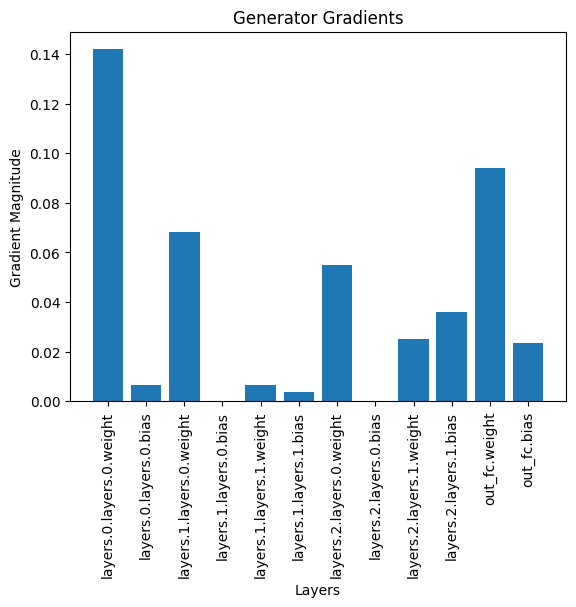 Generator Gradients
Gradient Magnitude
0.14
0.12
0.10
0.08
0.06
0.04
0.02
0.00
layers.0.layers.0.weight
layers.0.layers.0.bias
layers.1.layers.0.weight
layers.1.layers.0.bias
layers.1.layers.1.weight
layers.1.layers.1.bias
layers.2.layers.0.weight
layers.2.layers.0.bias
layers.2.layers.1.weight
layers.2.layers.1.bias
out_fc.weight
out_fc.bias
Layers